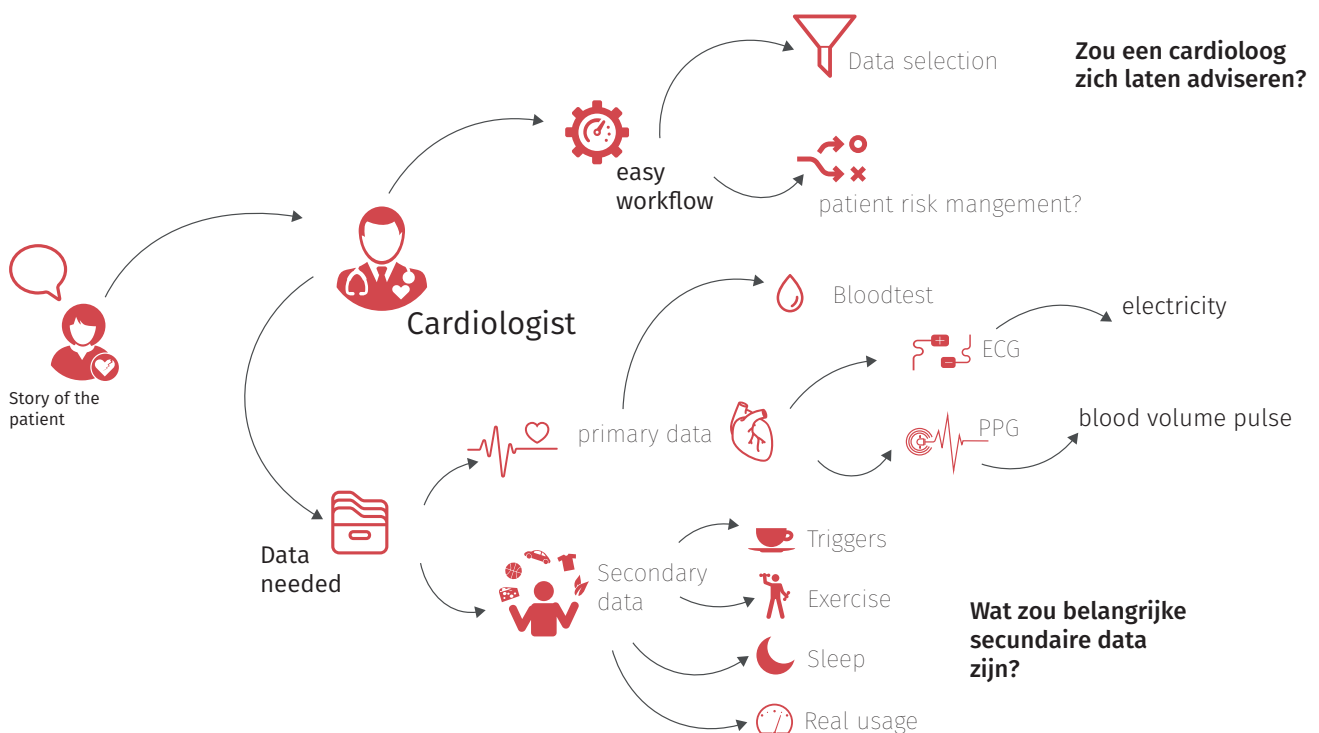 Data selection
Zou een cardioloog
zich laten adviseren?
easy
workflow
patient risk mangement?
Story of the
patient
Cardiologist
Bloodtest
electricity
ECG
primary data
PPG
blood volume pulse
Data
needed
Secondary
data
Triggers
Exercise
Sleep
Real usage
Wat zou belangrijke
secundaire data
zijn?